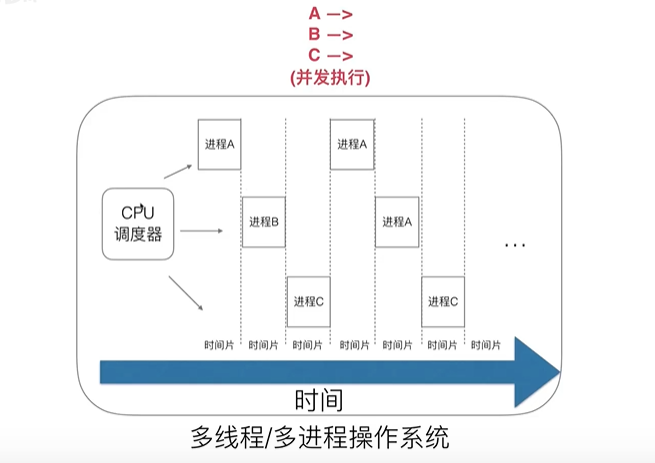 A —>
B —>
C —>
(并发执行)
进程A
进程A
CPU
调度器
进程B
进程A
...
进程C
进程C
时间片 时间片 时间片 时间片 时间片 时间片 时间片
时间
多线程/多进程操作系统